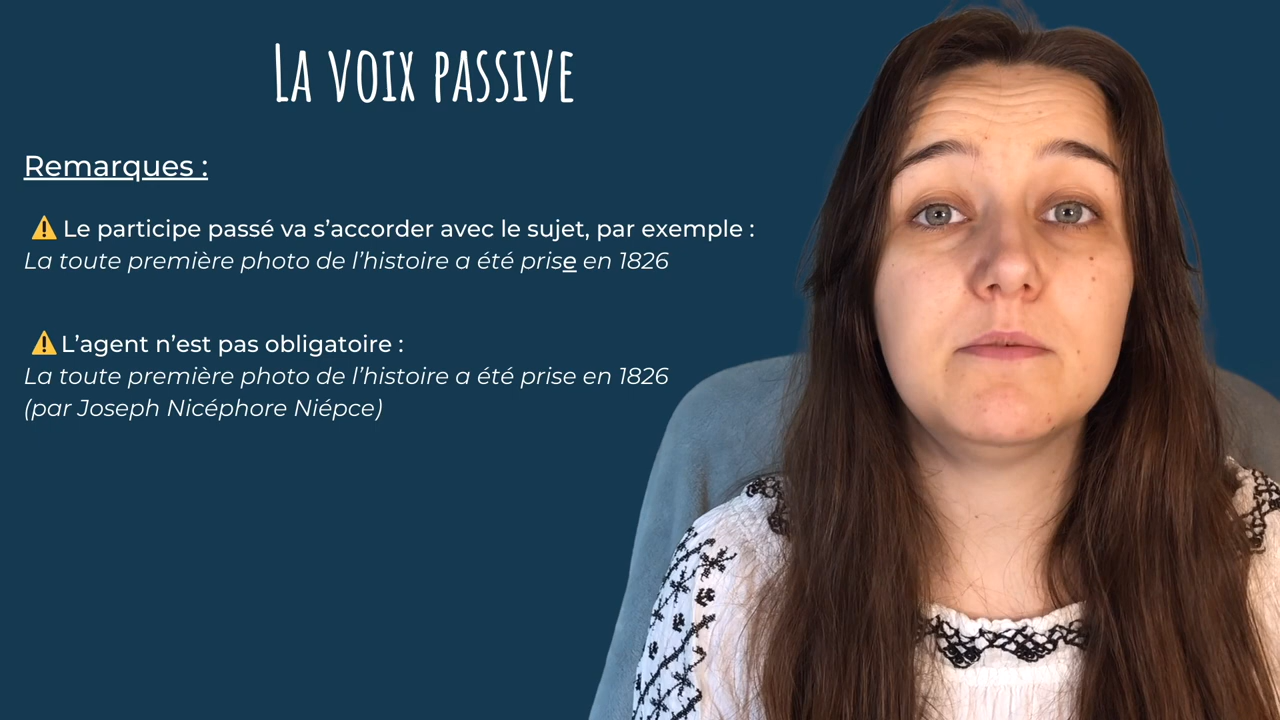 La voix passive
Remarques :
⚠️ Le participe passé va s’accorder avec le sujet, par exemple :
La toute première photo de l’histoire a été prise en 1826
⚠️ L’agent n’est pas obligatoire :
La toute première photo de l’histoire a été prise en 1826
(par Joseph Nicéphore Niépce)